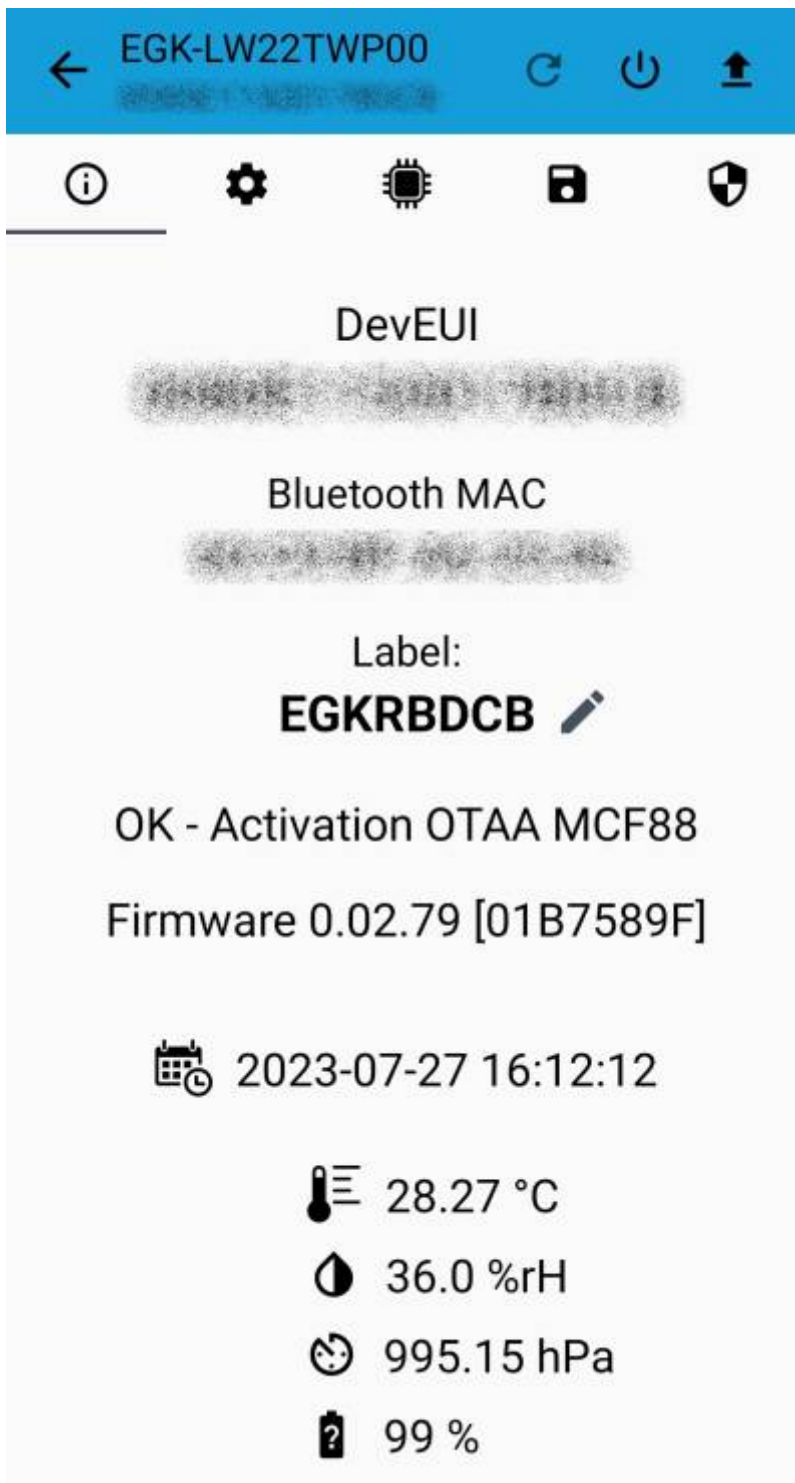 EGK-LW22TWP00
DevEUI
Bluetooth MAC
Label:
EGKRBDCB
OK - Activation OTAA MCF88
Firmware 0.02.79 [01B7589F]
2023-07-27 16:12:12
28.27 °C
36.0 %rH
995.15 hPa
99 %